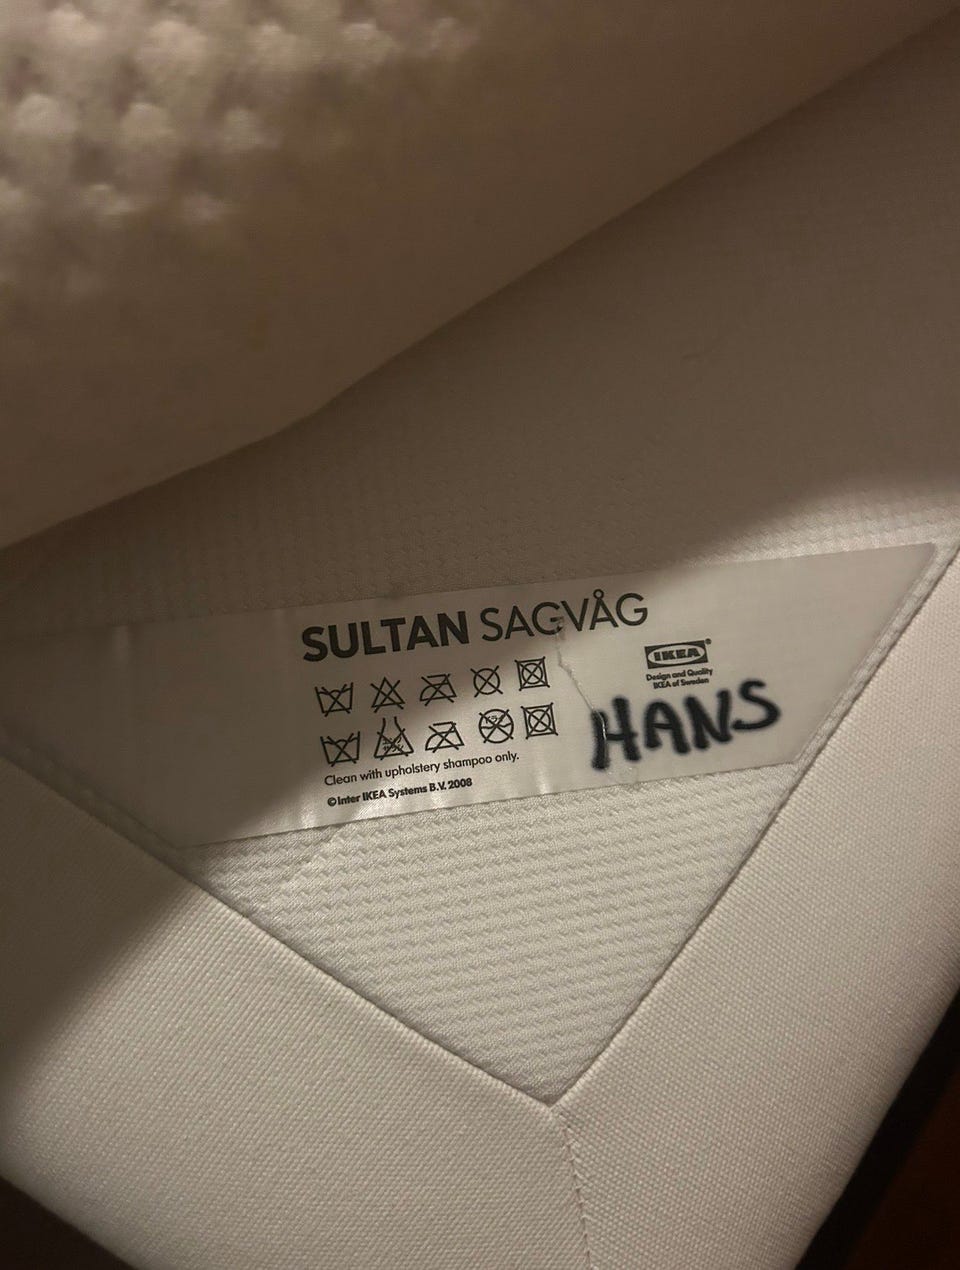 SULTAN SAGVÅG
IKEA®
Design and Quality
IKEA of Sweden
HANS
Clean with upholstery shampoo only.
©Inter IKEA Systems B.V. 2008